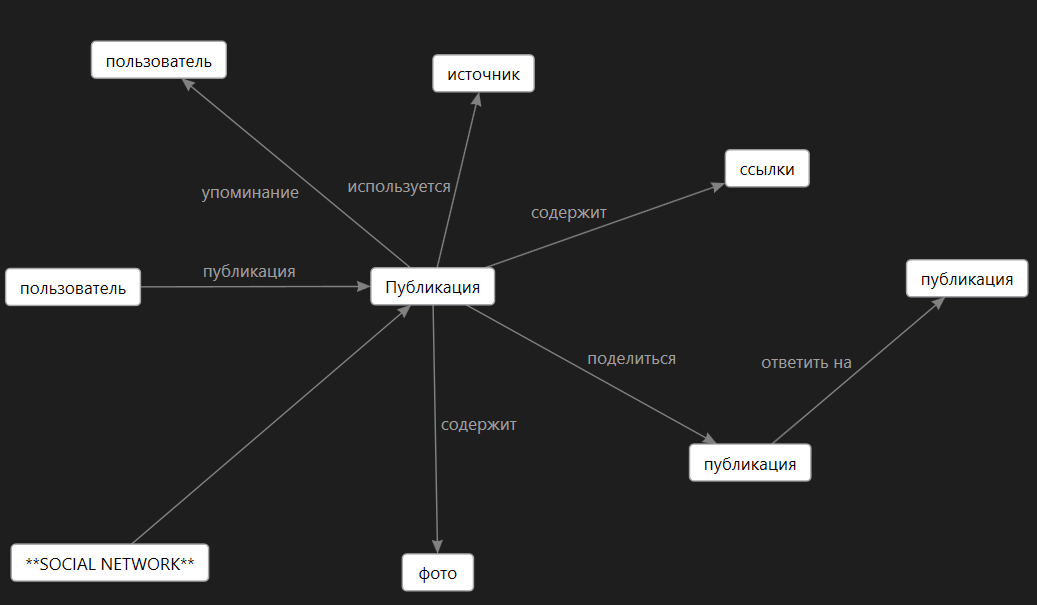 пользователь
источник
ссылки
упоминание
используется
содержит
публикация
пользователь
Публикация
публикация
поделиться
ответить на
содержит
публикация
**SOCIAL NETWORK**
фото